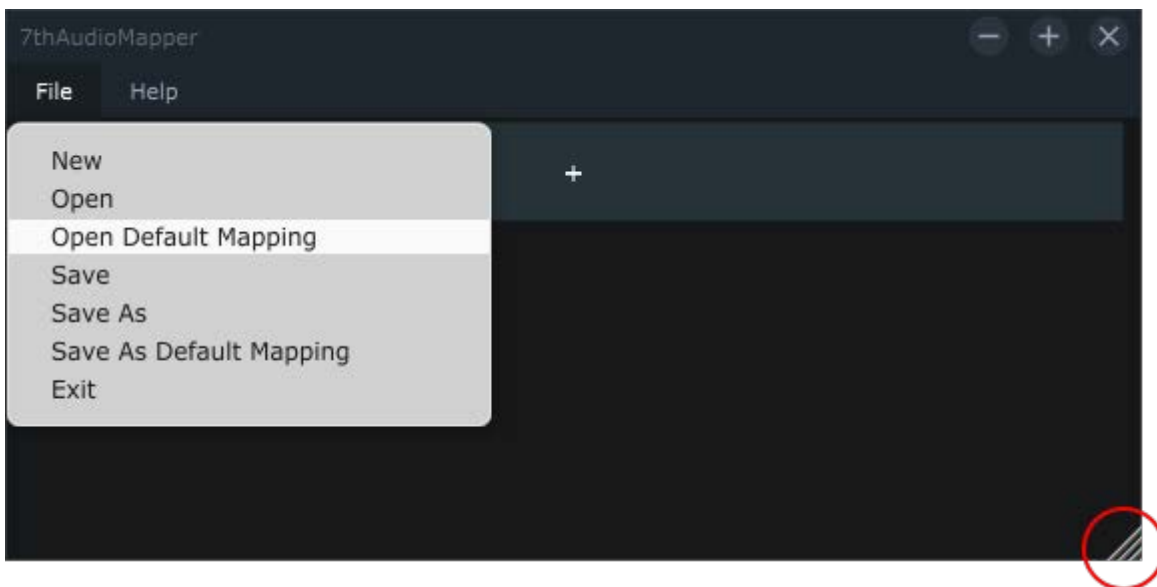 7thAudioMapper
File Help
New
Open
Open Default Mapping
Save
Save As
Save As Default Mapping
Exit